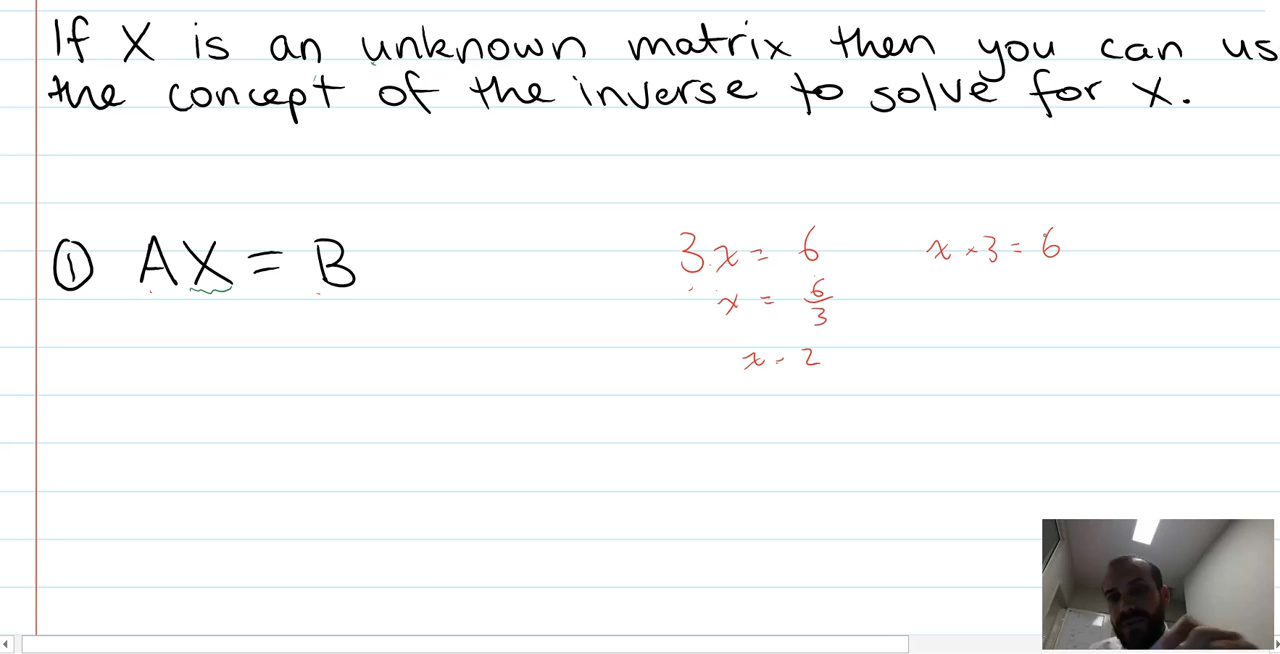 If X is an unknown matrix then you can us
the concept of the inverse to solve for X.
① AX = B
3x = 6
x × 3 = 6
x = 6/3
x = 2